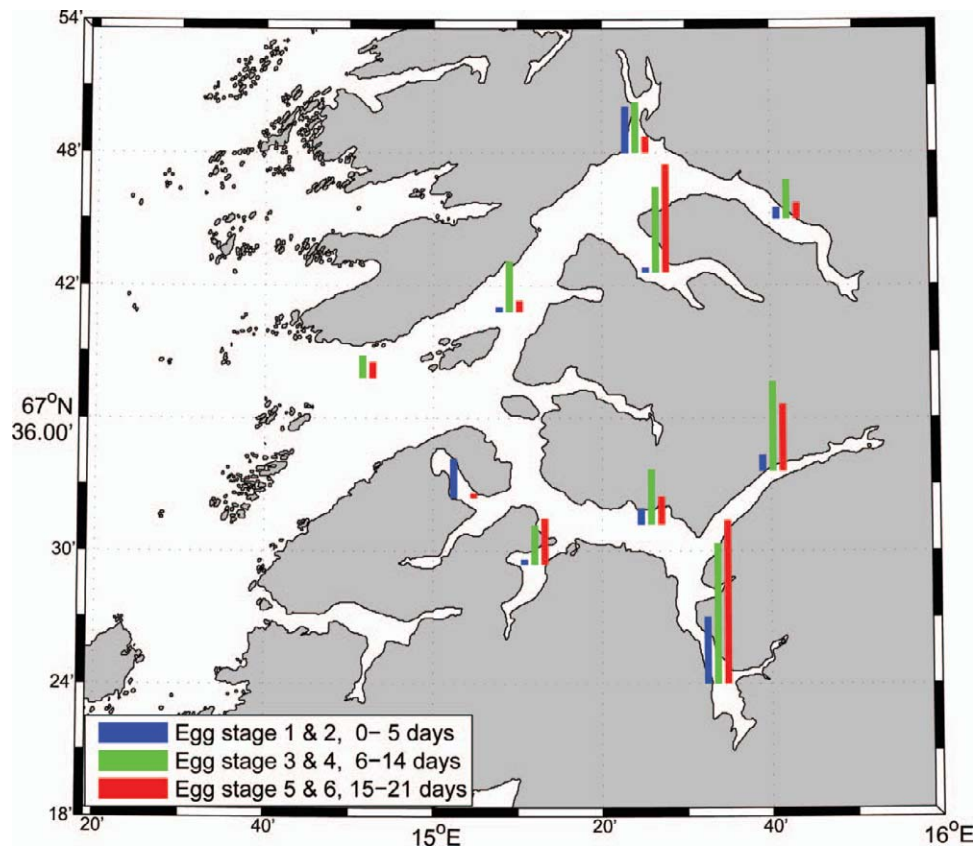 54'
48'
42'
67°N
36.00'
30'
24'
Egg stage 1 & 2, 0− 5 days
Egg stage 3 & 4, 6−14 days
Egg stage 5 & 6, 15−21 days
18'
20'
40'
15°E
20'
40'
16°E